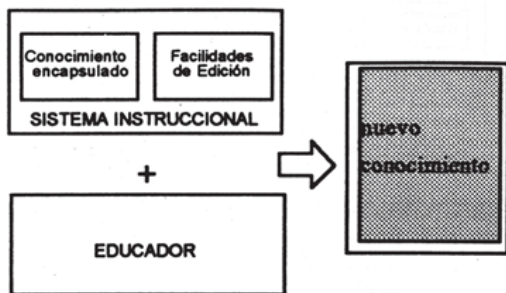 Conocimiento
encapsulado
Facilidades
de Edición
SISTEMA INSTRUCCIONAL
+
EDUCADOR
nuevo
conocimiento